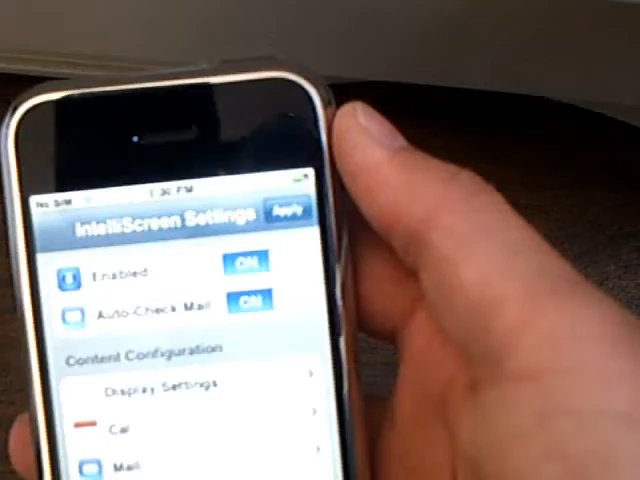 No SIM 1:30 PM
IntelliScreen Settings Apply
Enabled ON
Auto-Check Mail ON
Content Configuration
Display Settings
Cal
Mail